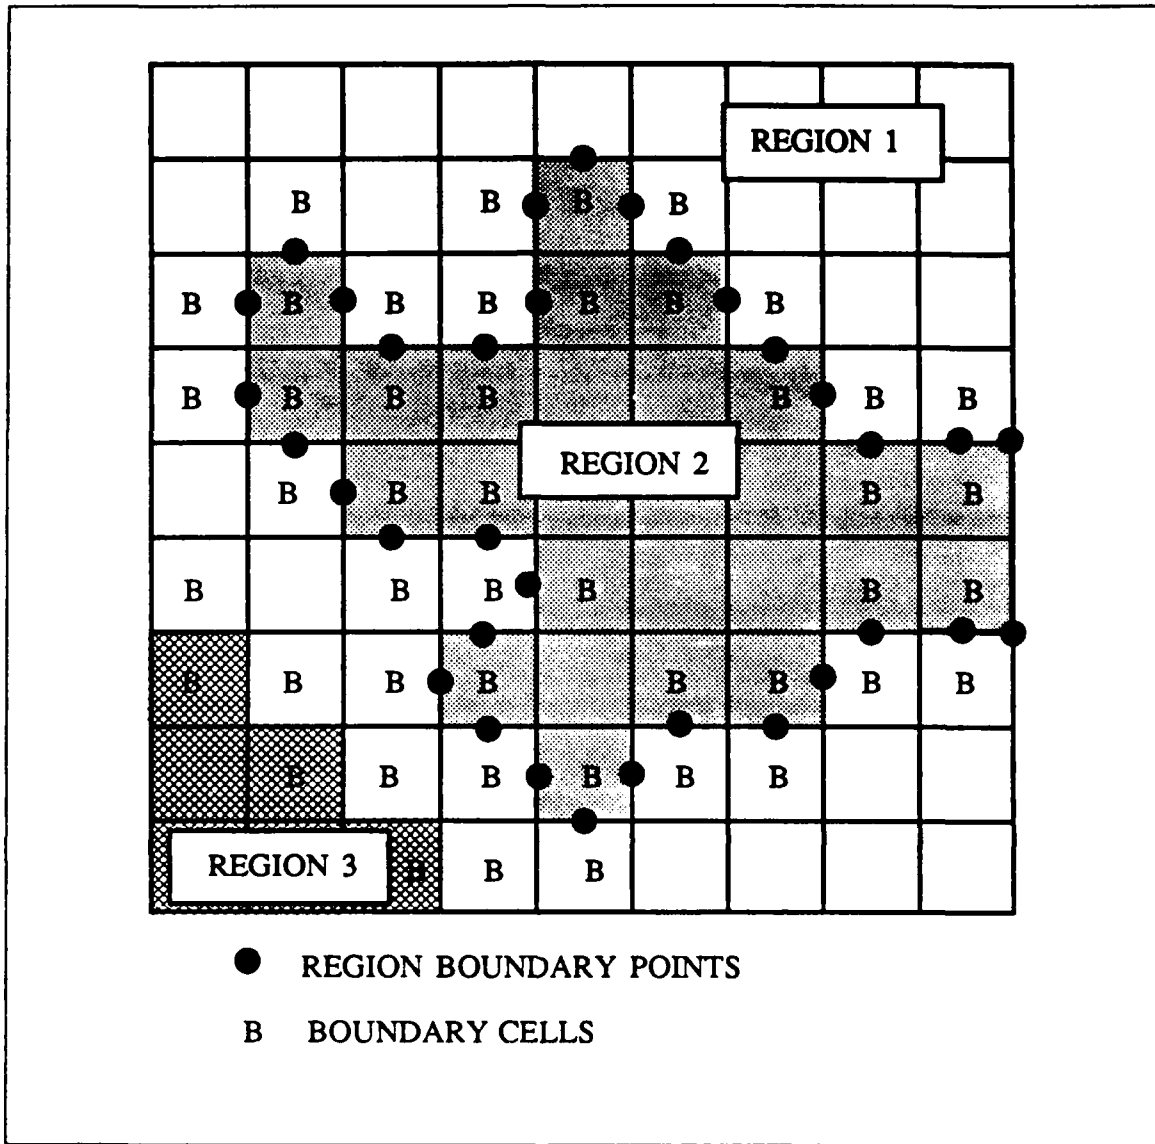 REGION 1
B B B B
B B B B B B B
B B B B B B B
REGION 2
B B B B B
B B B B B B
B B B B B B B B
B B B B B B
REGION 3 B B B
REGION BOUNDARY POINTS
B BOUNDARY CELLS